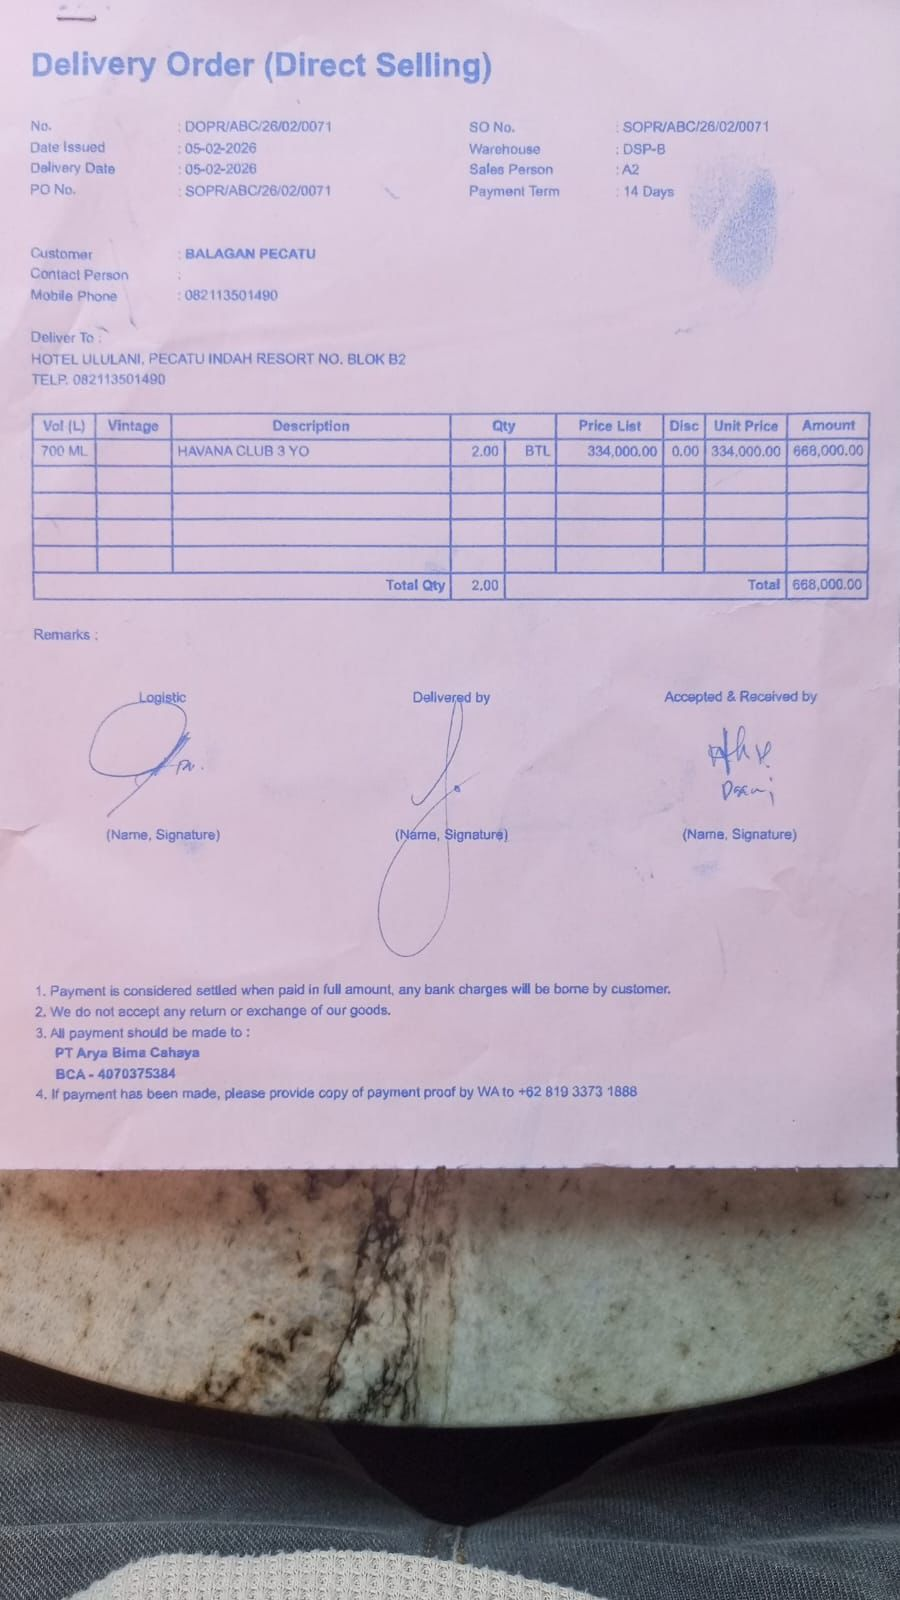 Delivery Order (Direct Selling)
No. : DOPR/ABC/26/02/0071
Date Issued : 05-02-2026
Delivery Date : 05-02-2026
PO No. : SOPR/ABC/26/02/0071
SO No. : SOPR/ABC/26/02/0071
Warehouse : DSP-B
Sales Person : A2
Payment Term : 14 Days
Customer : BALAGAN PECATU
Contact Person :
Mobile Phone : 082113501490
Deliver To :
HOTEL ULULANI, PECATU INDAH RESORT NO. BLOK B2
TELP. 082113501490
Vol (L) Vintage Description Qty Price List Disc Unit Price Amount
700 ML HAVANA CLUB 3 YO 2.00 BTL 334,000.00 0.00 334,000.00 668,000.00
Total Qty 2.00 Total 668,000.00
Remarks :
Logistic Delivered by Accepted & Received by
(Name, Signature) (Name, Signature) (Name, Signature)
1. Payment is considered settled when paid in full amount, any bank charges will be borne by customer.
2. We do not accept any return or exchange of our goods.
3. All payment should be made to :
PT Arya Bima Cahaya
BCA - 4070375384
4. If payment has been made, please provide copy of payment proof by WA to +62 819 3373 1888